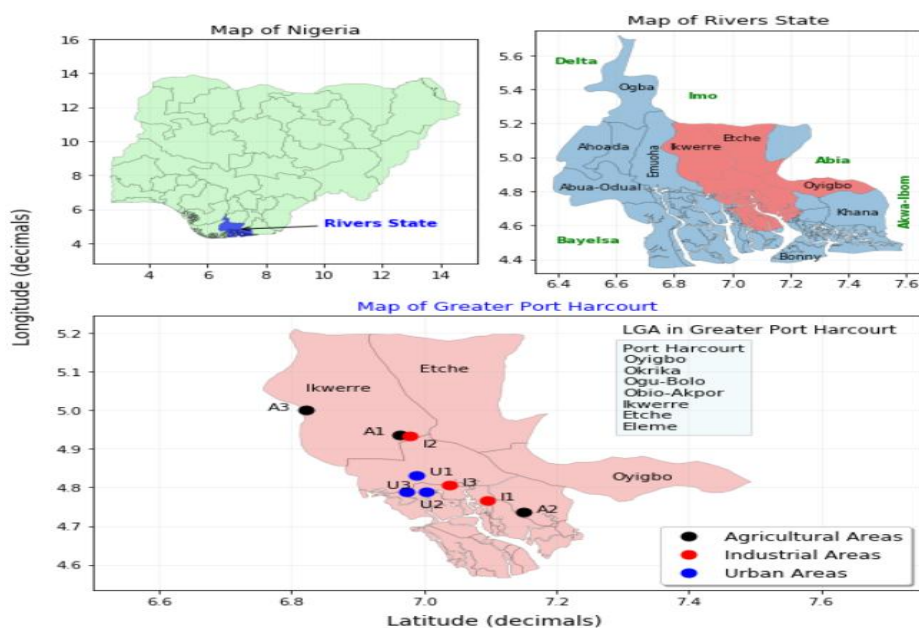 Map of Nigeria
16
14
12
10
8
6
4
Rivers State
4 6 8 10 12 14
Map of Rivers State
5.6
5.4
5.2
5.0
4.8
4.6
4.4
Delta
Ogba
Imo
Etche
Ikwerre
Ahoada
Emuoha
Abia
Abua-Odual
Oyigbo
Khana
Akwa-Ibom
Bayelsa
Bonny
6.4 6.6 6.8 7.0 7.2 7.4 7.6
Longitude (decimals)
Map of Greater Port Harcourt
5.2
5.1
5.0
4.9
4.8
4.7
4.6
LGA in Greater Port Harcourt
Port Harcourt
Oyigbo
Okrika
Ogu-Bolo
Obio-Akpor
Ikwerre
Etche
Eleme
Etche
Ikwerre
A3
A1
I2
U1
Oyigbo
U3
I3
U2
I1
A2
Agricultural Areas
Industrial Areas
Urban Areas
6.6 6.8 7.0 7.2 7.4 7.6
Latitude (decimals)